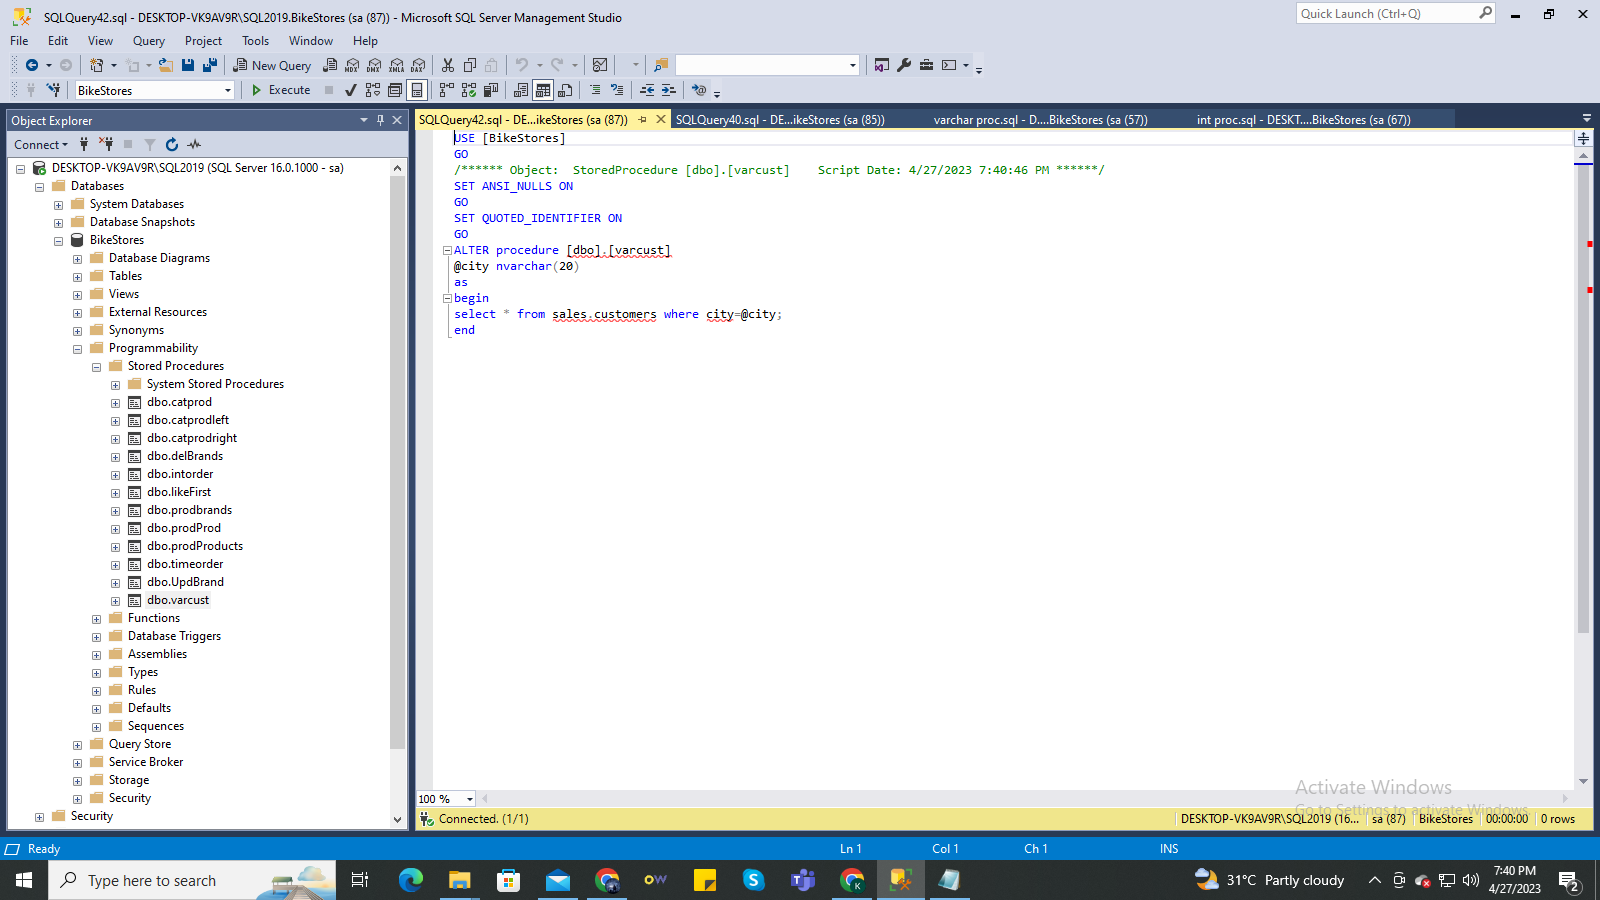 SQLQuery42.sql - DESKTOP-VK9AV9R\SQL2019.BikeStores (sa (87)) - Microsoft SQL Server Management Studio
Quick Launch (Ctrl+Q)
File Edit View Query Project Tools Window Help
New Query MDX DMX XMLA DAX
BikeStores Execute
Object Explorer
Connect
DESKTOP-VK9AV9R\SQL2019 (SQL Server 16.0.1000 - sa)
Databases
System Databases
Database Snapshots
BikeStores
Database Diagrams
Tables
Views
External Resources
Synonyms
Programmability
Stored Procedures
System Stored Procedures
dbo.catprod
dbo.catprodleft
dbo.catprodright
dbo.delBrands
dbo.intorder
dbo.likeFirst
dbo.prodbrands
dbo.prodProd
dbo.prodProducts
dbo.timeorder
dbo.UpdBrand
dbo.varcust
Functions
Database Triggers
Assemblies
Types
Rules
Defaults
Sequences
Query Store
Service Broker
Storage
Security
Security
SQLQuery42.sql - DE...ikeStores (sa (87)) SQLQuery40.sql - DE...ikeStores (sa (85)) varchar proc.sql - D....BikeStores (sa (57)) int proc.sql - DESKT....BikeStores (sa (67))
USE [BikeStores]
GO
/****** Object:  StoredProcedure [dbo].[varcust]    Script Date: 4/27/2023 7:40:46 PM ******/
SET ANSI_NULLS ON
GO
SET QUOTED_IDENTIFIER ON
GO
ALTER procedure [dbo].[varcust]
@city nvarchar(20)
as
begin
select * from sales.customers where city=@city;
end
100 %
Activate Windows
Go to Settings to activate Windows.
Connected. (1/1) DESKTOP-VK9AV9R\SQL2019 (16... sa (87) BikeStores 00:00:00 0 rows
Ready Ln 1 Col 1 Ch 1 INS
Type here to search
OW
31°C Partly cloudy
7:40 PM
4/27/2023
2